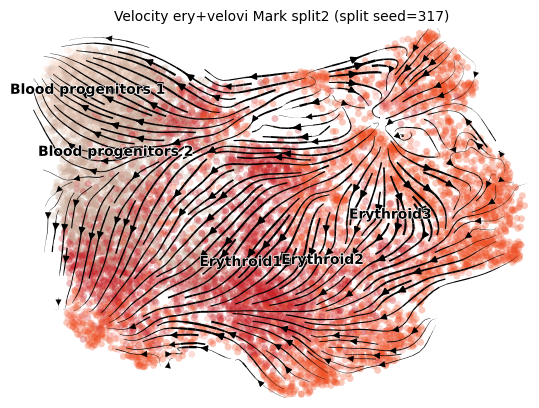 Velocity ery+velovi Mark split2 (split seed=317)
Blood progenitors 1
Blood progenitors 2
Erythroid3
Erythroid1
Erythroid2